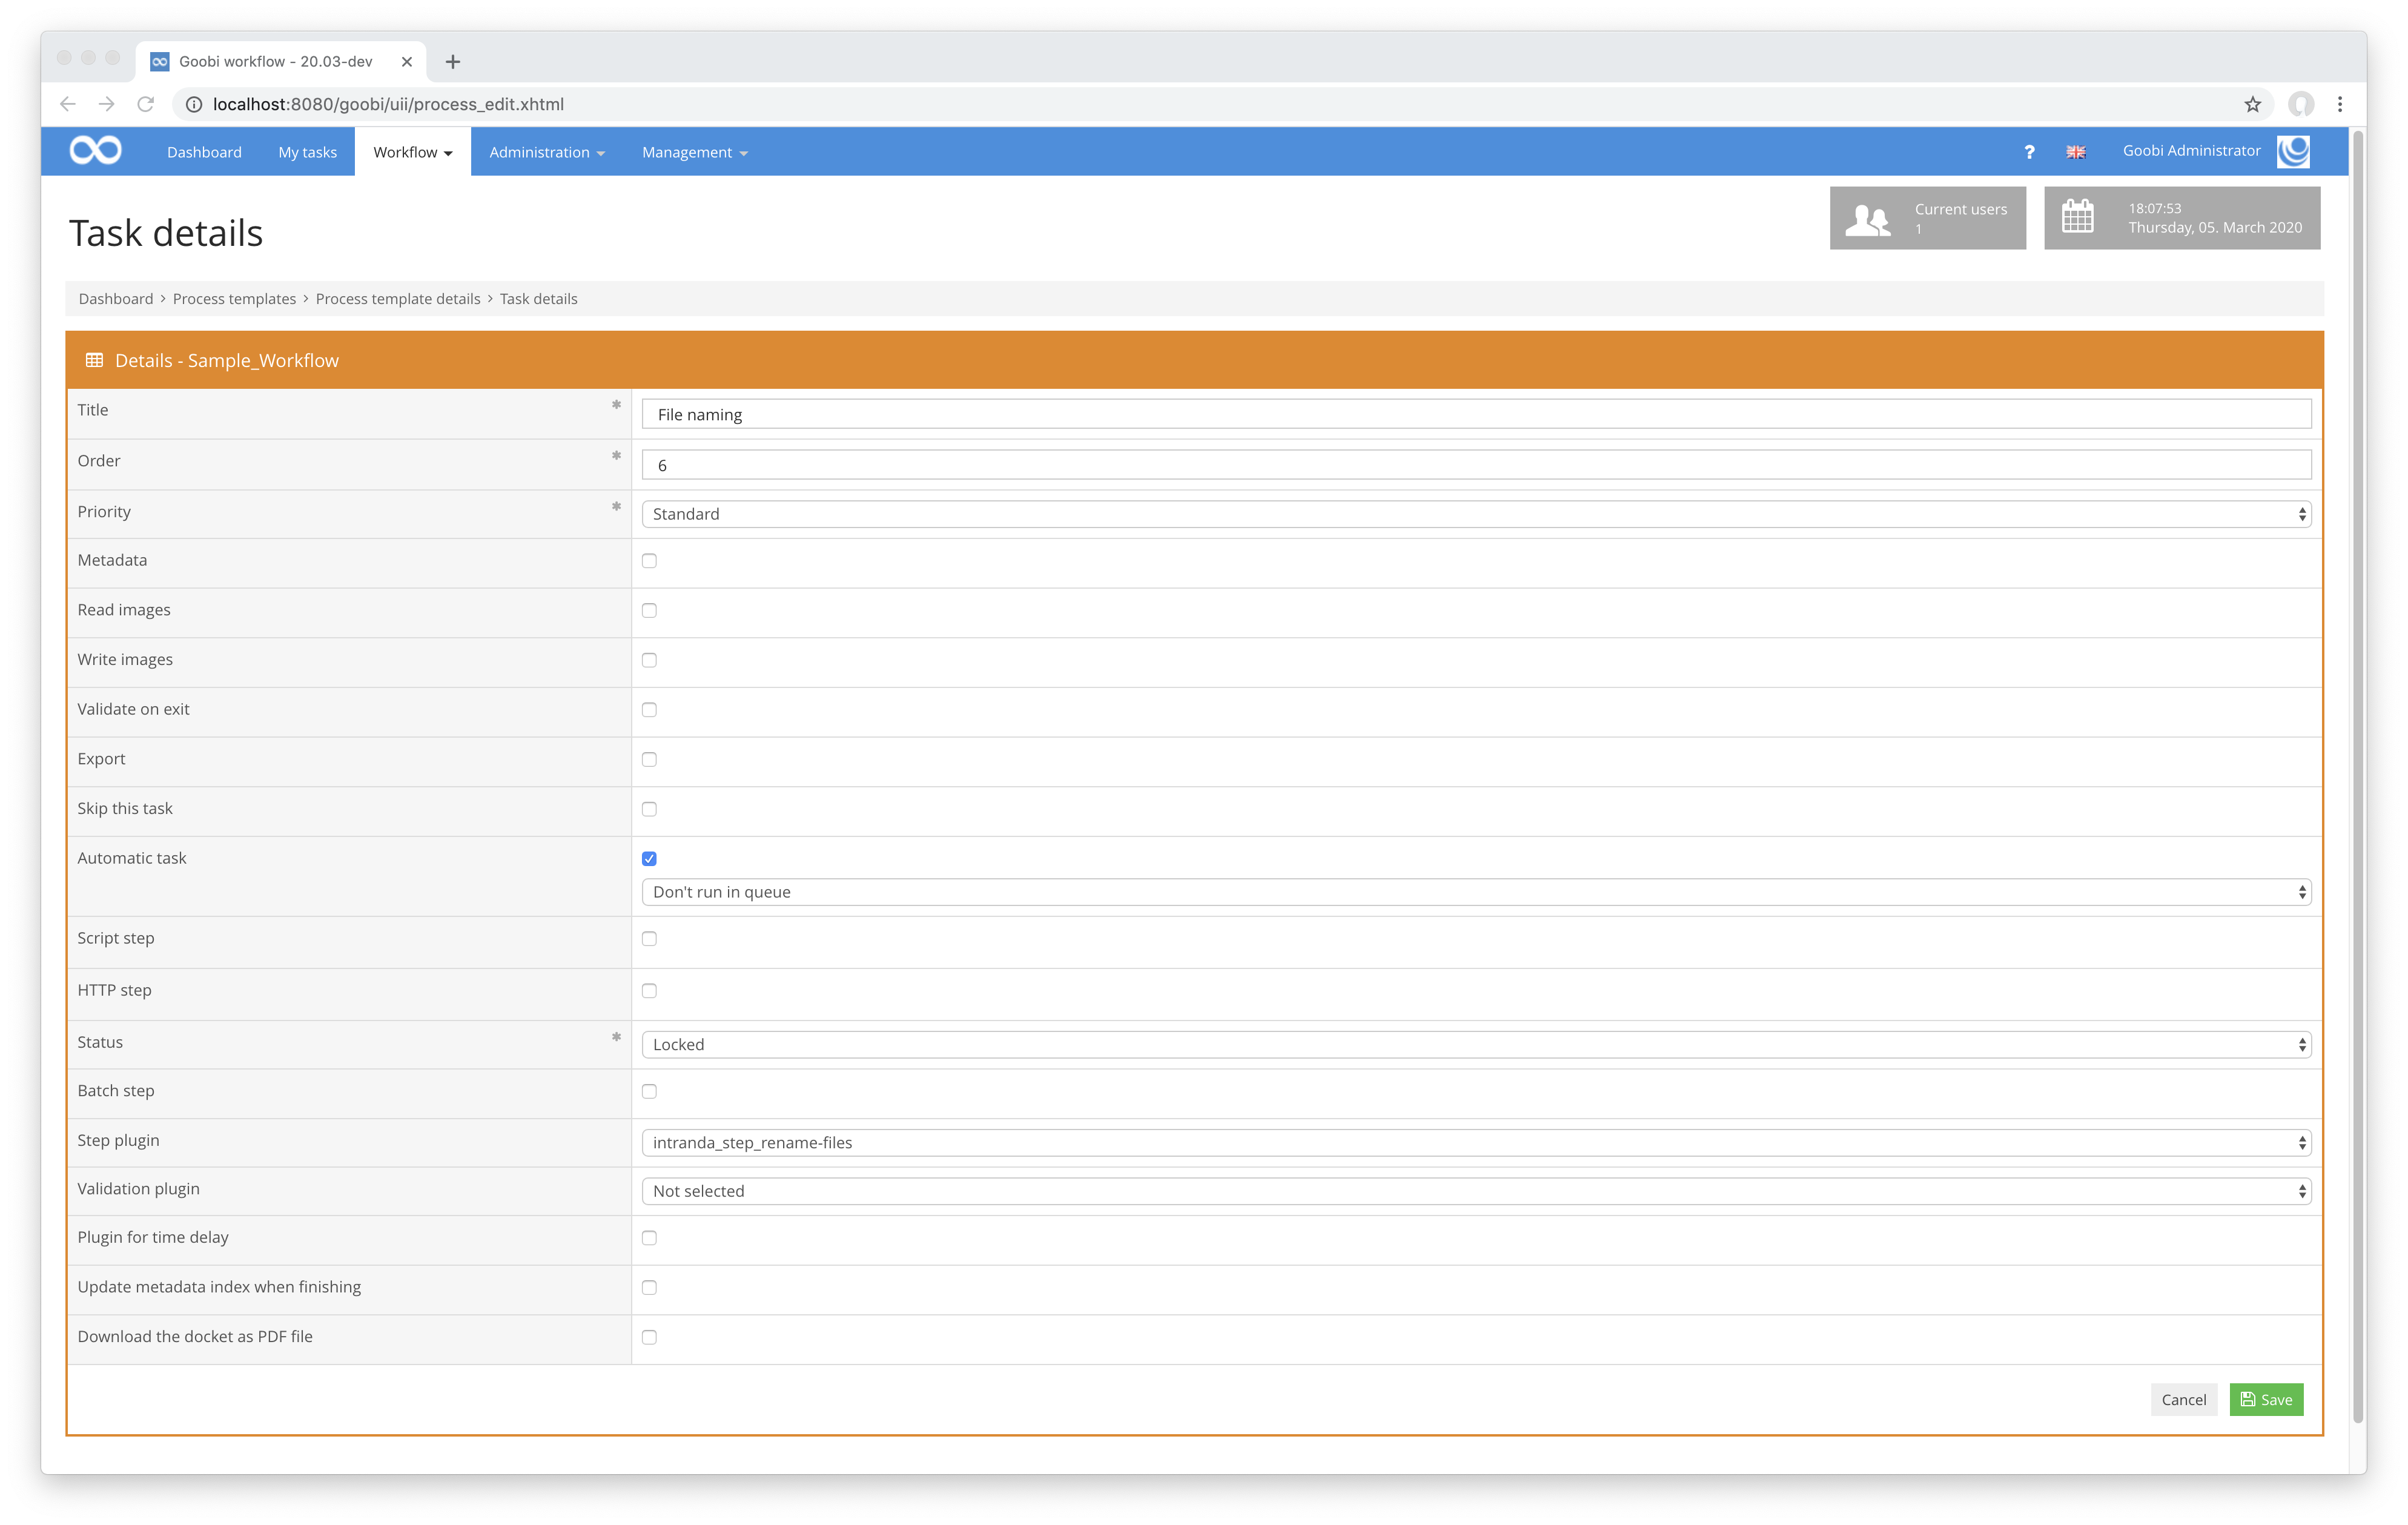 Goobi workflow - 20.03-dev
localhost:8080/goobi/uii/process_edit.xhtml
Dashboard My tasks Workflow Administration Management ? Goobi Administrator
Task details
Current users
1
18:07:53
Thursday, 05. March 2020
Dashboard > Process templates > Process template details > Task details
Details - Sample_Workflow
Title * File naming
Order * 6
Priority * Standard
Metadata
Read images
Write images
Validate on exit
Export
Skip this task
Automatic task
Don't run in queue
Script step
HTTP step
Status * Locked
Batch step
Step plugin intranda_step_rename-files
Validation plugin Not selected
Plugin for time delay
Update metadata index when finishing
Download the docket as PDF file
Cancel Save